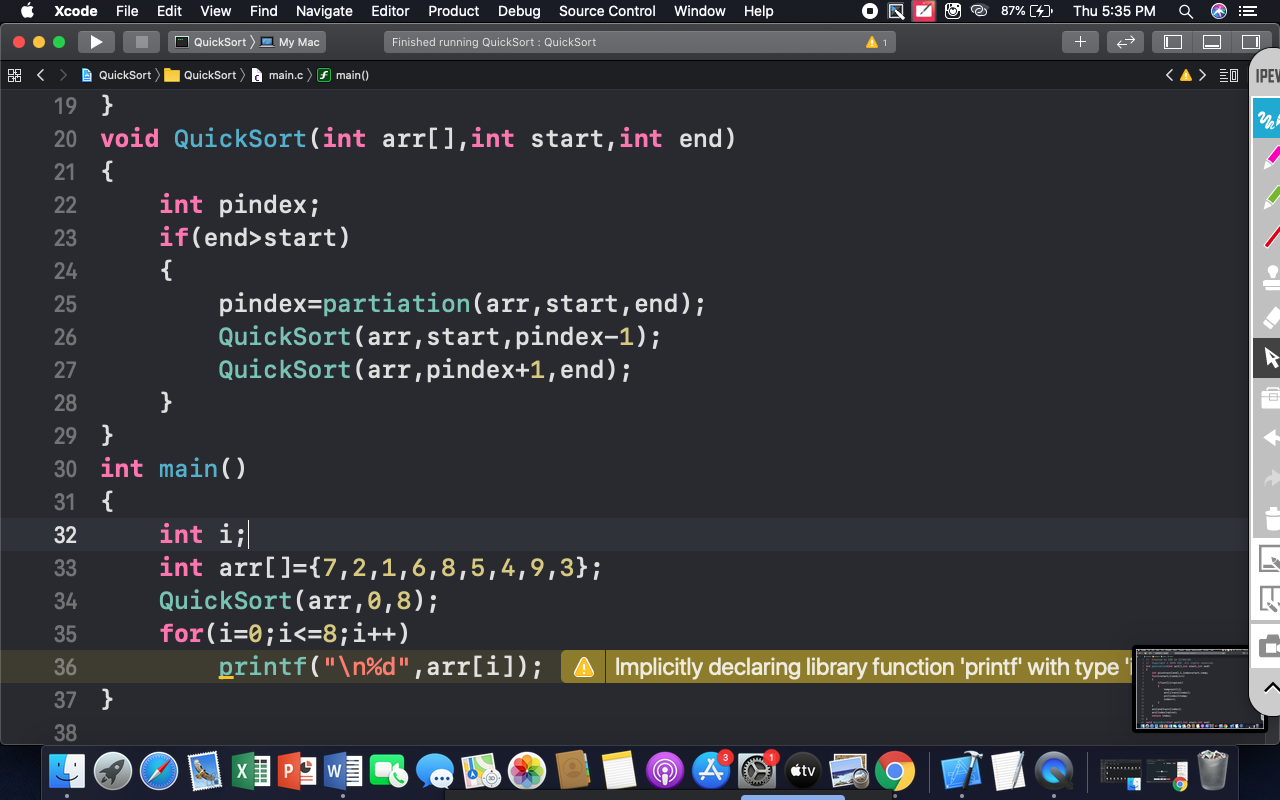 Xcode File Edit View Find Navigate Editor Product Debug Source Control Window Help 87% Thu 5:35 PM
QuickSort My Mac Finished running QuickSort : QuickSort 1
QuickSort QuickSort main.c main()
19 }
20 void QuickSort(int arr[],int start,int end)
21 {
22 int pindex;
23 if(end>start)
24 {
25 pindex=partiation(arr,start,end);
26 QuickSort(arr,start,pindex-1);
27 QuickSort(arr,pindex+1,end);
28 }
29 }
30 int main()
31 {
32 int i;
33 int arr[]={7,2,1,6,8,5,4,9,3};
34 QuickSort(arr,0,8);
35 for(i=0;i<=8;i++)
36 printf("\n%d",arr[i]); Implicitly declaring library function 'printf' with type
37 }
38
3 1
tv